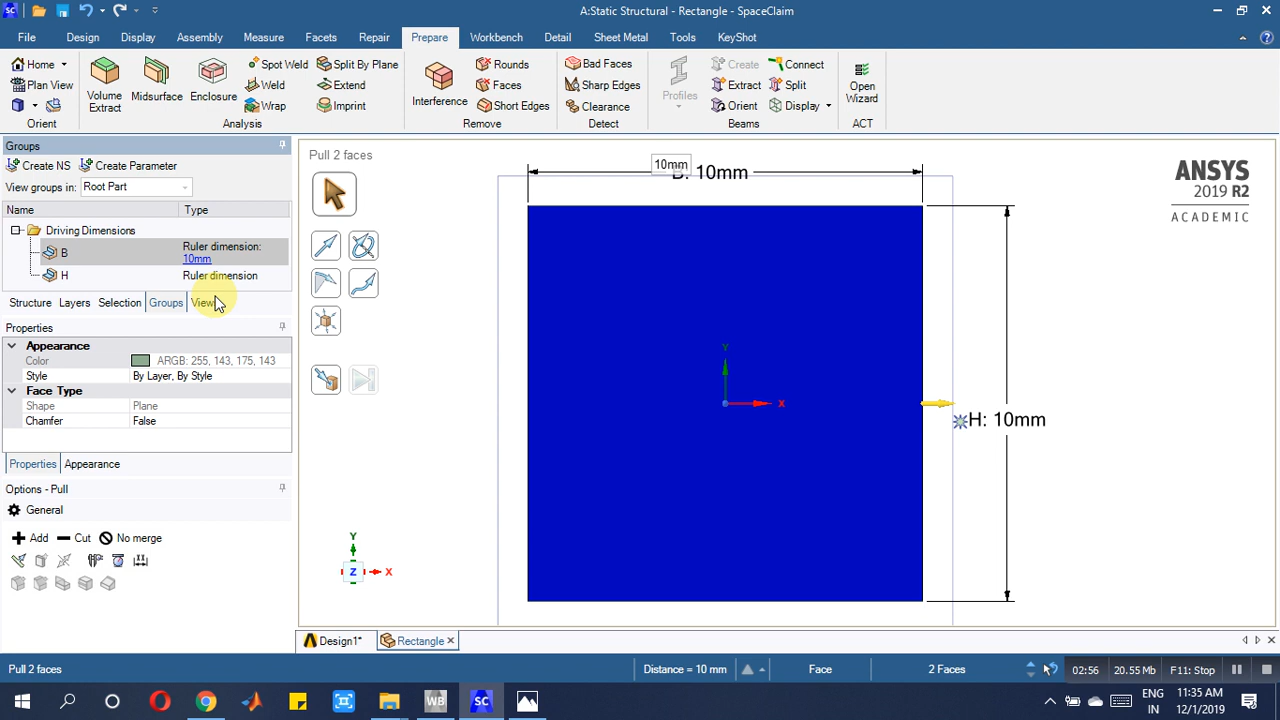 A:Static Structural - Rectangle - SpaceClaim
File Design Display Assembly Measure Facets Repair Prepare Workbench Detail Sheet Metal Tools KeyShot
Home
Plan View
Orient
Volume Extract
Midsurface
Enclosure
Spot Weld
Weld
Wrap
Split By Plane
Extend
Imprint
Analysis
Interference
Rounds
Faces
Short Edges
Remove
Bad Faces
Sharp Edges
Clearance
Detect
Profiles
Create
Extract
Orient
Connect
Split
Display
Beams
Open Wizard
ACT
Groups
Create NS Create Parameter
View groups in: Root Part
Name Type
Driving Dimensions
B Ruler dimension:
10mm
H Ruler dimension
Structure Layers Selection Groups Views
Properties
Appearance
Color ARGB: 255, 143, 175, 143
Style By Layer, By Style
Face Type
Shape Plane
Chamfer False
Properties Appearance
Options - Pull
General
Add Cut No merge
Pull 2 faces
10mm
B: 10mm
H: 10mm
Y
X
Y
Z X
ANSYS
2019 R2
ACADEMIC
Design1* Rectangle
Pull 2 faces Distance = 10 mm Face 2 Faces 02:56 20.55 Mb F11: Stop
WB SC
ENG
IN
11:35 AM
12/1/2019